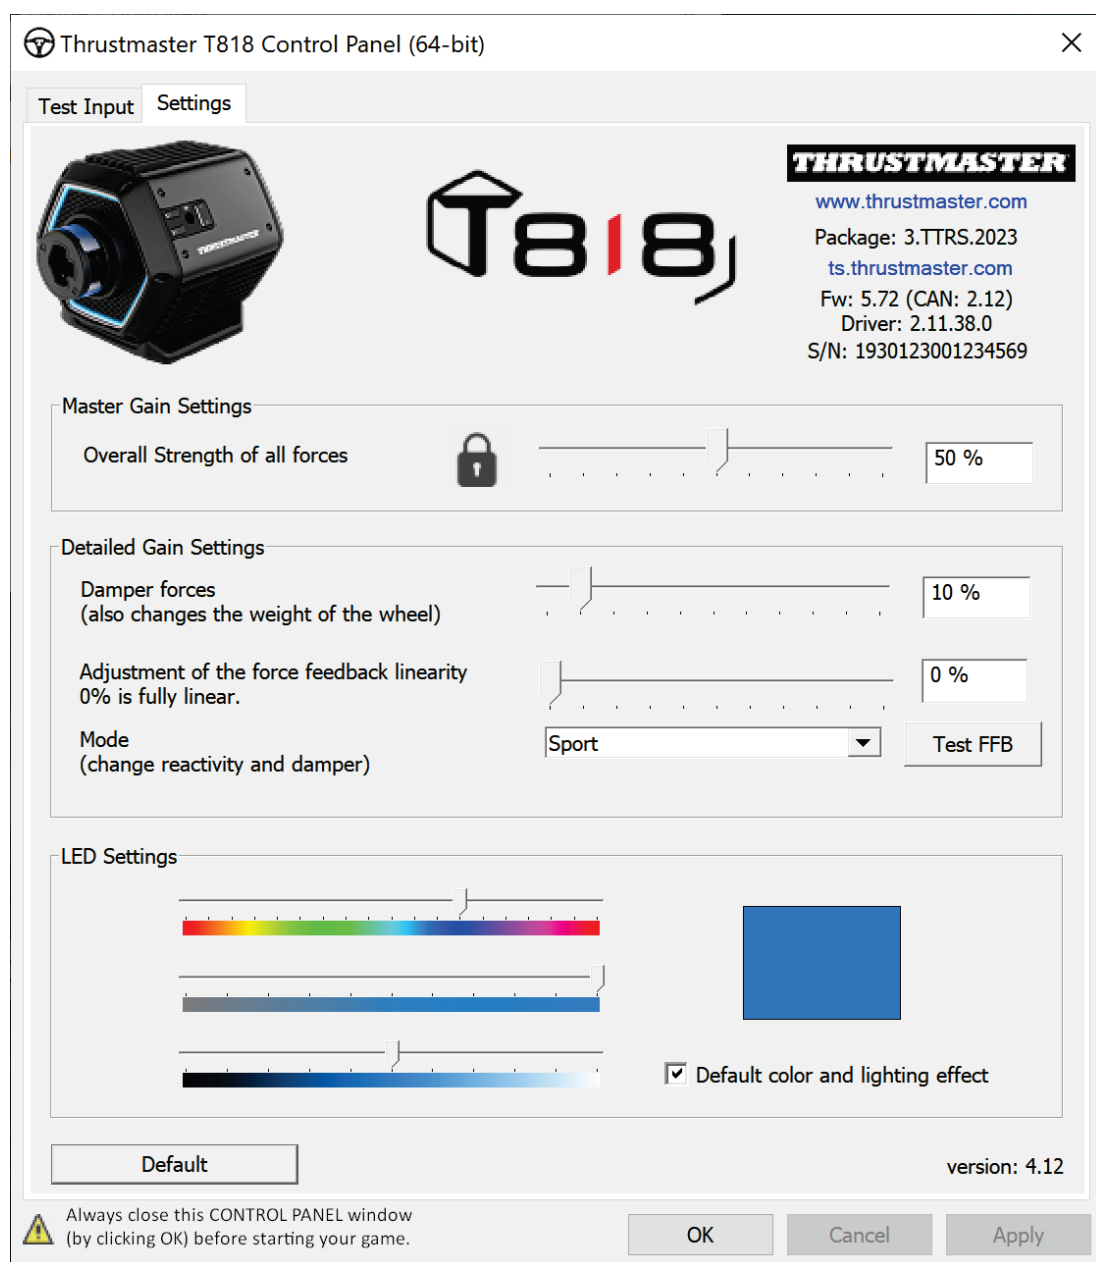 Thrustmaster T818 Control Panel (64-bit)
Test Input
Settings
THRUSTMASTER
T818
THRUSTMASTER
www.thrustmaster.com
Package: 3.TTRS.2023
ts.thrustmaster.com
Fw: 5.72 (CAN: 2.12)
Driver: 2.11.38.0
S/N: 1930123001234569
Master Gain Settings
Overall Strength of all forces
50 %
Detailed Gain Settings
Damper forces
(also changes the weight of the wheel)
10 %
Adjustment of the force feedback linearity
0% is fully linear.
0 %
Mode
(change reactivity and damper)
Sport
Test FFB
LED Settings
Default color and lighting effect
Default
version: 4.12
Always close this CONTROL PANEL window
(by clicking OK) before starting your game.
OK
Cancel
Apply